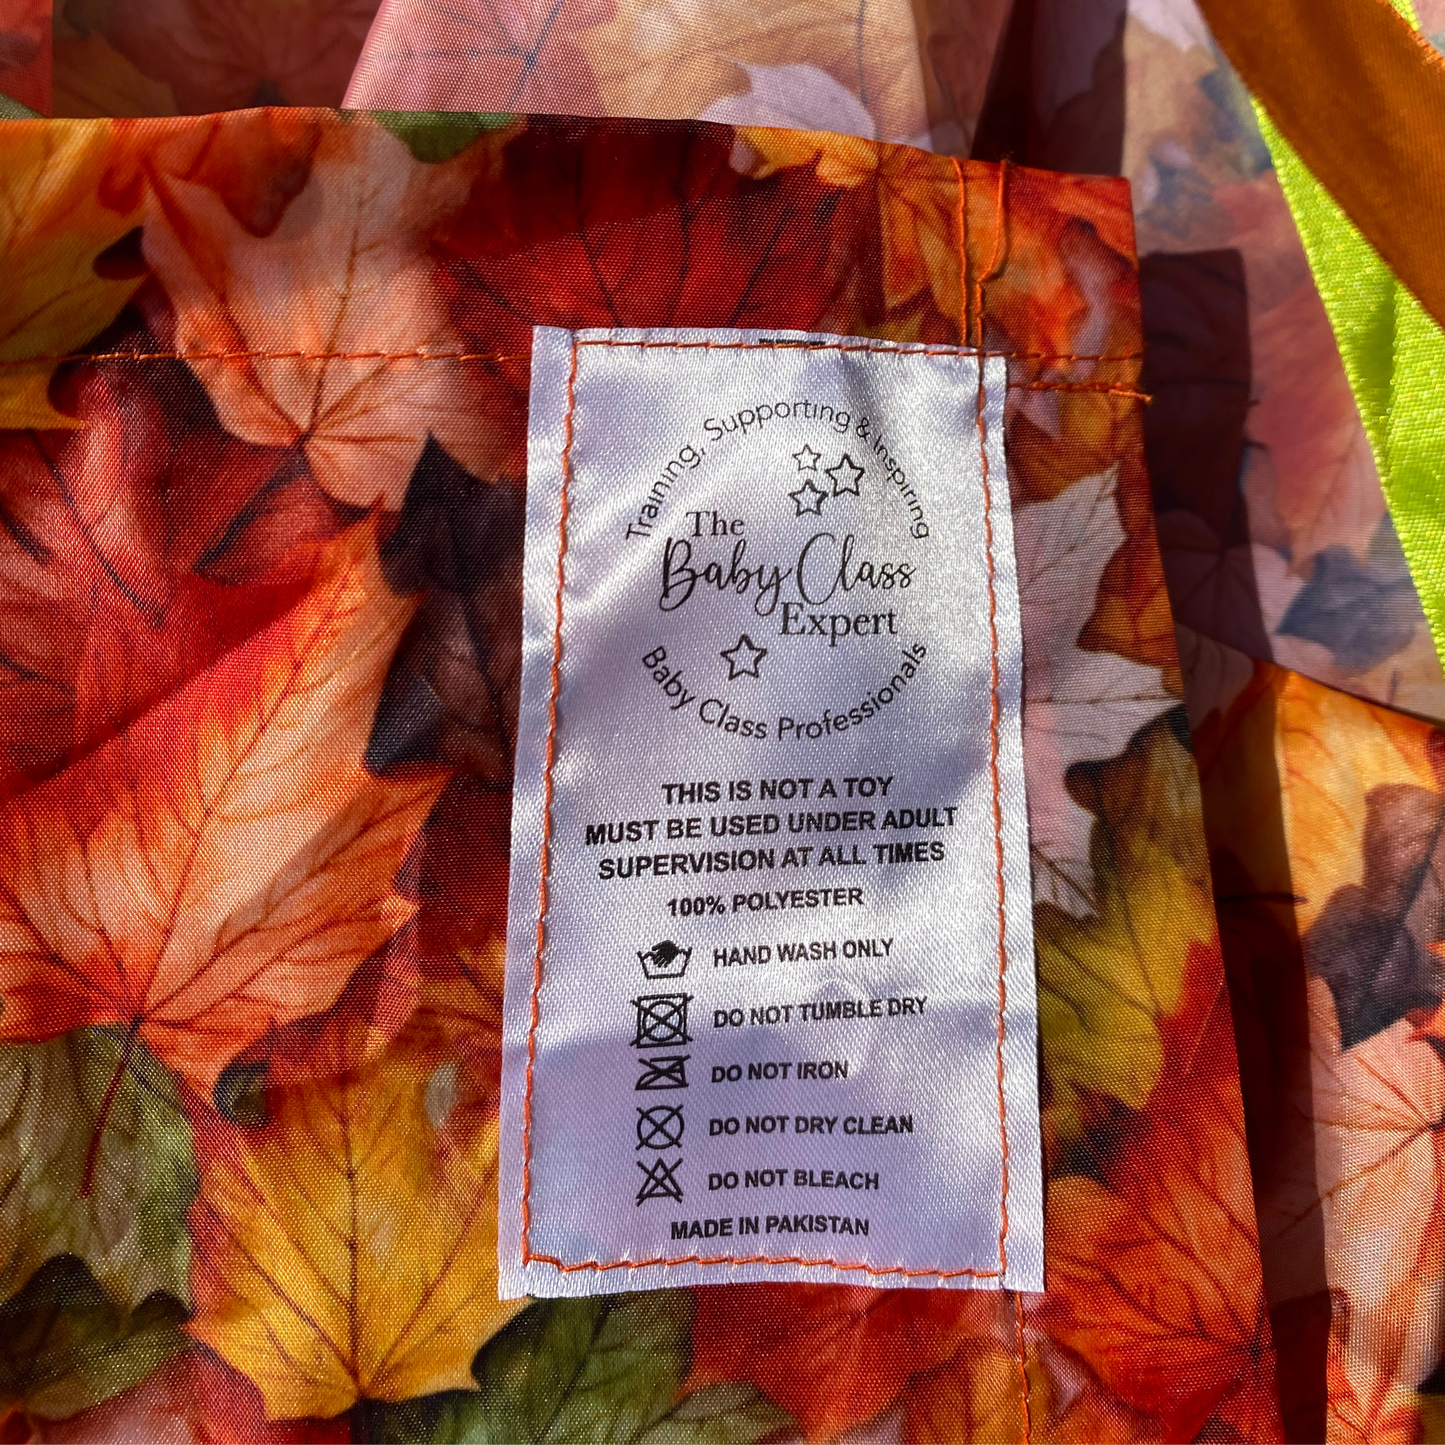 Training, Supporting & Inspiring
The
Baby Class
Expert
Baby Class Professionals
THIS IS NOT A TOY
MUST BE USED UNDER ADULT
SUPERVISION AT ALL TIMES
100% POLYESTER
HAND WASH ONLY
DO NOT TUMBLE DRY
DO NOT IRON
DO NOT DRY CLEAN
DO NOT BLEACH
MADE IN PAKISTAN